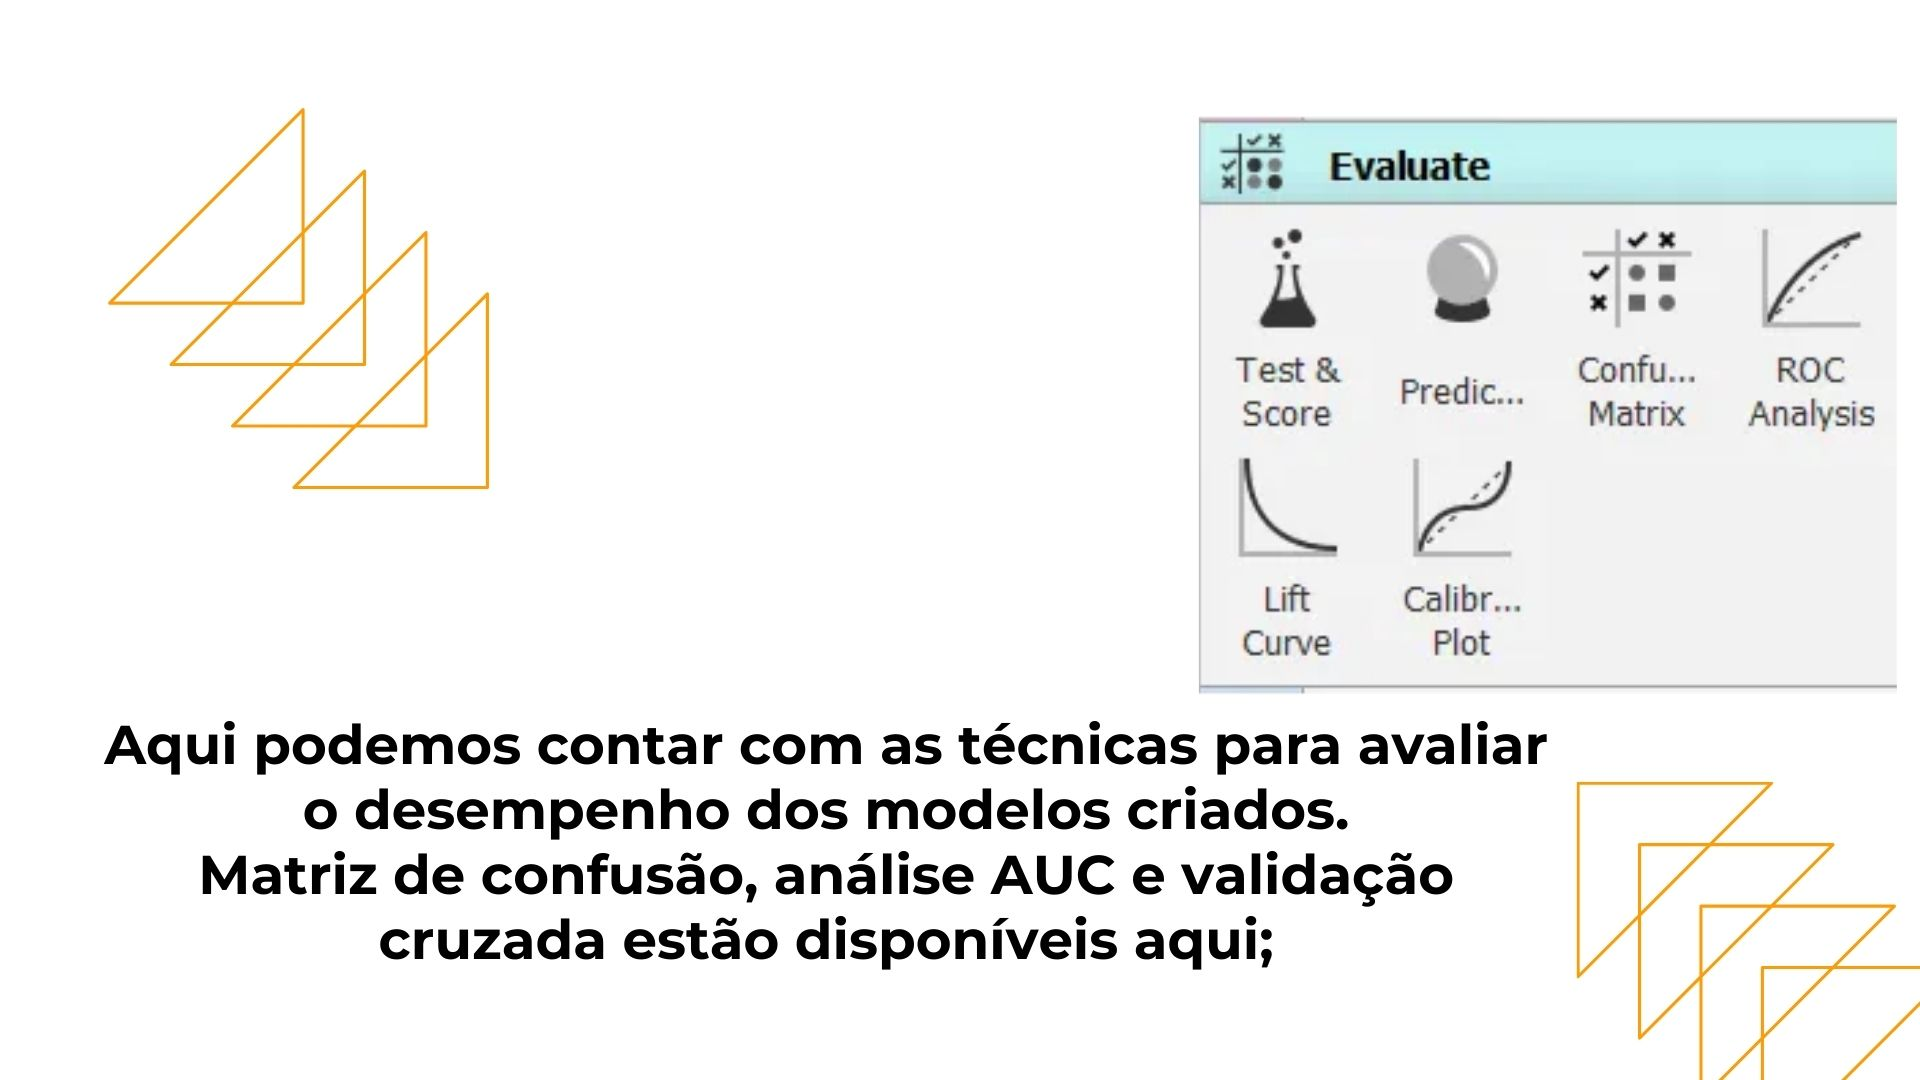 Evaluate
Test &
Score
Predic...
Confu...
Matrix
ROC
Analysis
Lift
Curve
Calibr...
Plot
Aqui podemos contar com as técnicas para avaliar
o desempenho dos modelos criados.
Matriz de confusão, análise AUC e validação
cruzada estão disponíveis aqui;